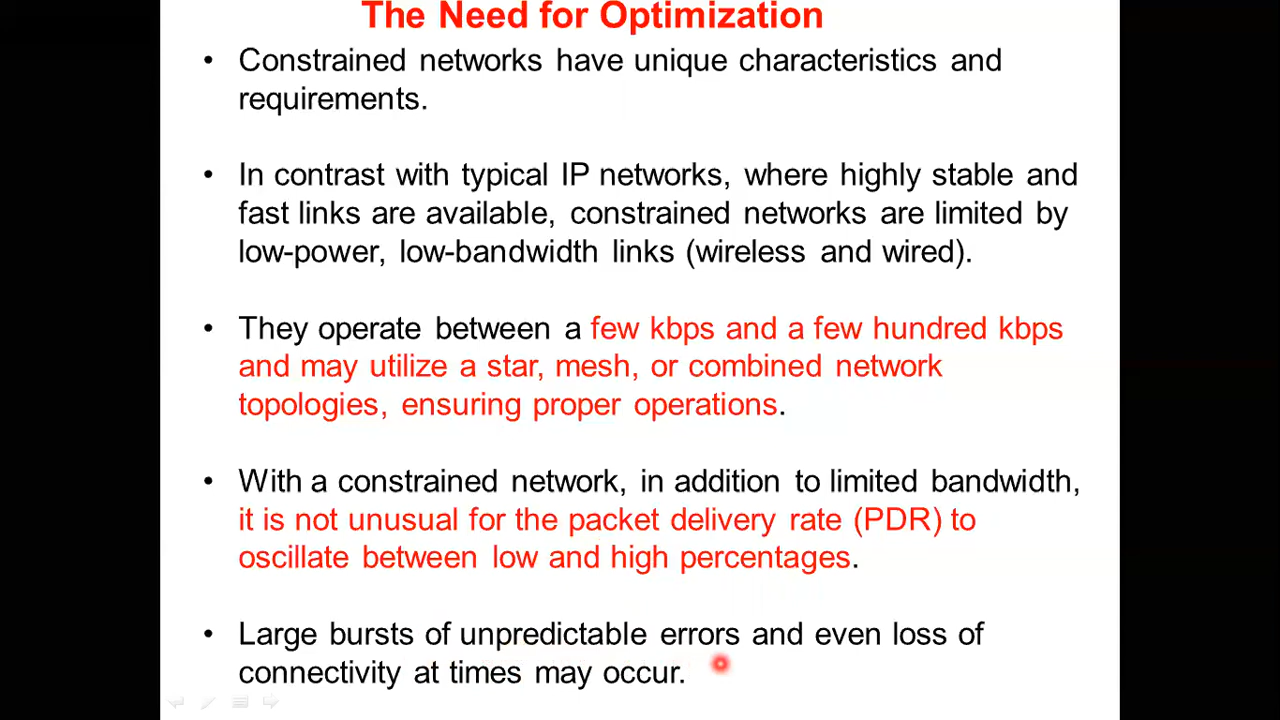 The Need for Optimization
• Constrained networks have unique characteristics and
requirements.
• In contrast with typical IP networks, where highly stable and
fast links are available, constrained networks are limited by
low-power, low-bandwidth links (wireless and wired).
• They operate between a few kbps and a few hundred kbps
and may utilize a star, mesh, or combined network
topologies, ensuring proper operations.
• With a constrained network, in addition to limited bandwidth,
it is not unusual for the packet delivery rate (PDR) to
oscillate between low and high percentages.
• Large bursts of unpredictable errors and even loss of
connectivity at times may occur.